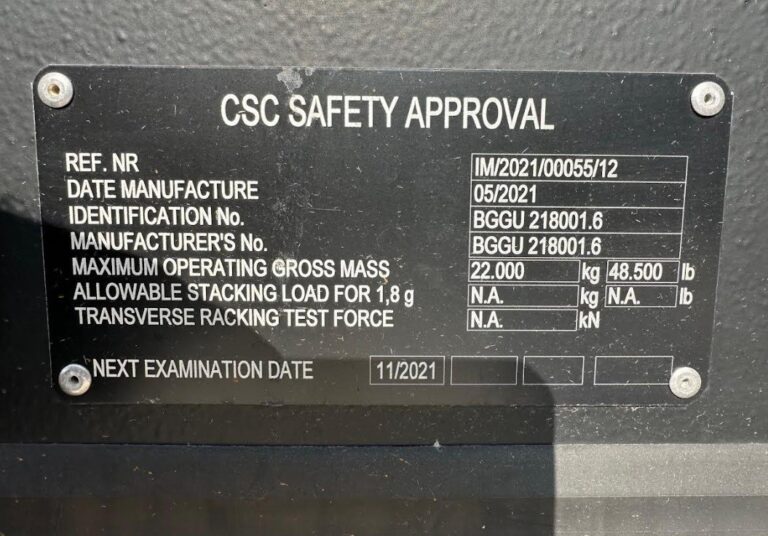 CSC SAFETY APPROVAL
REF. NR IM/2021/00055/12
DATE MANUFACTURE 05/2021
IDENTIFICATION No. BGGU 218001.6
MANUFACTURER'S No. BGGU 218001.6
MAXIMUM OPERATING GROSS MASS 22.000 kg 48.500 lb
ALLOWABLE STACKING LOAD FOR 1,8 g N.A. kg N.A. lb
TRANSVERSE RACKING TEST FORCE N.A. kN
NEXT EXAMINATION DATE 11/2021